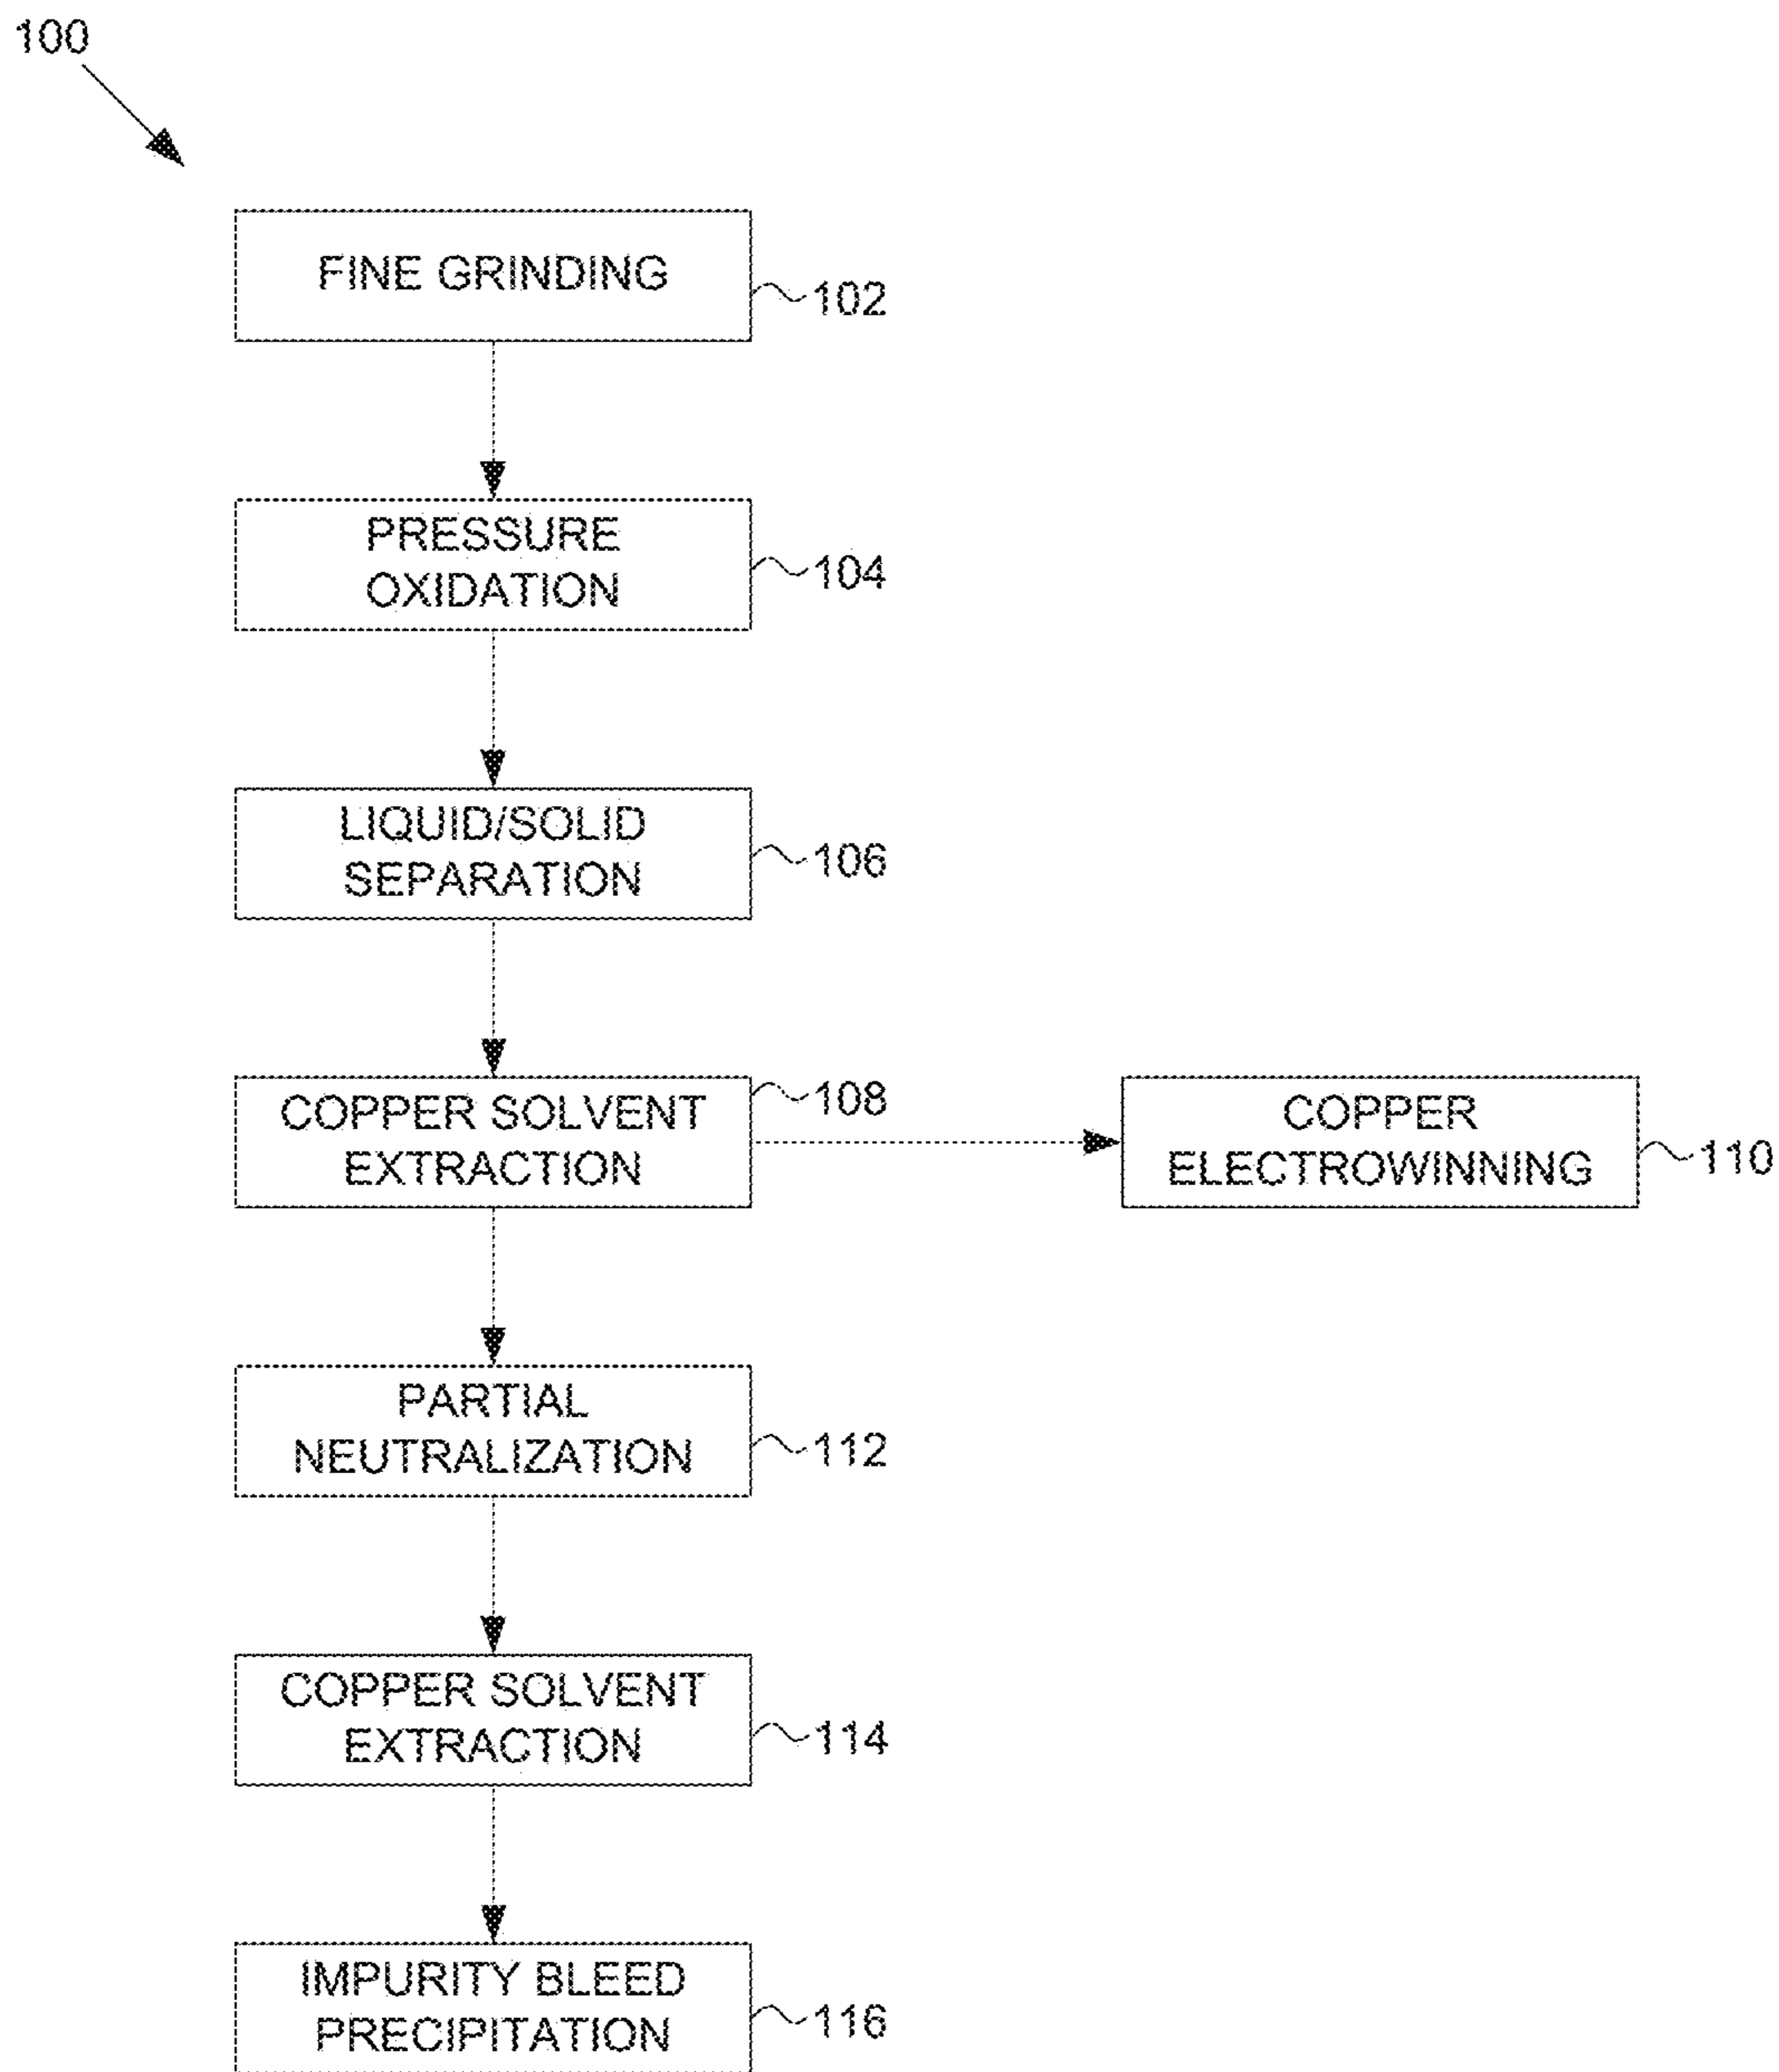 100
FINE GRINDING
102
PRESSURE
OXIDATION
104
LIQUID/SOLID
SEPARATION
106
COPPER SOLVENT
EXTRACTION
108
COPPER
ELECTROWINNING
110
PARTIAL
NEUTRALIZATION
112
COPPER SOLVENT
EXTRACTION
114
IMPURITY BLEED
PRECIPITATION
116